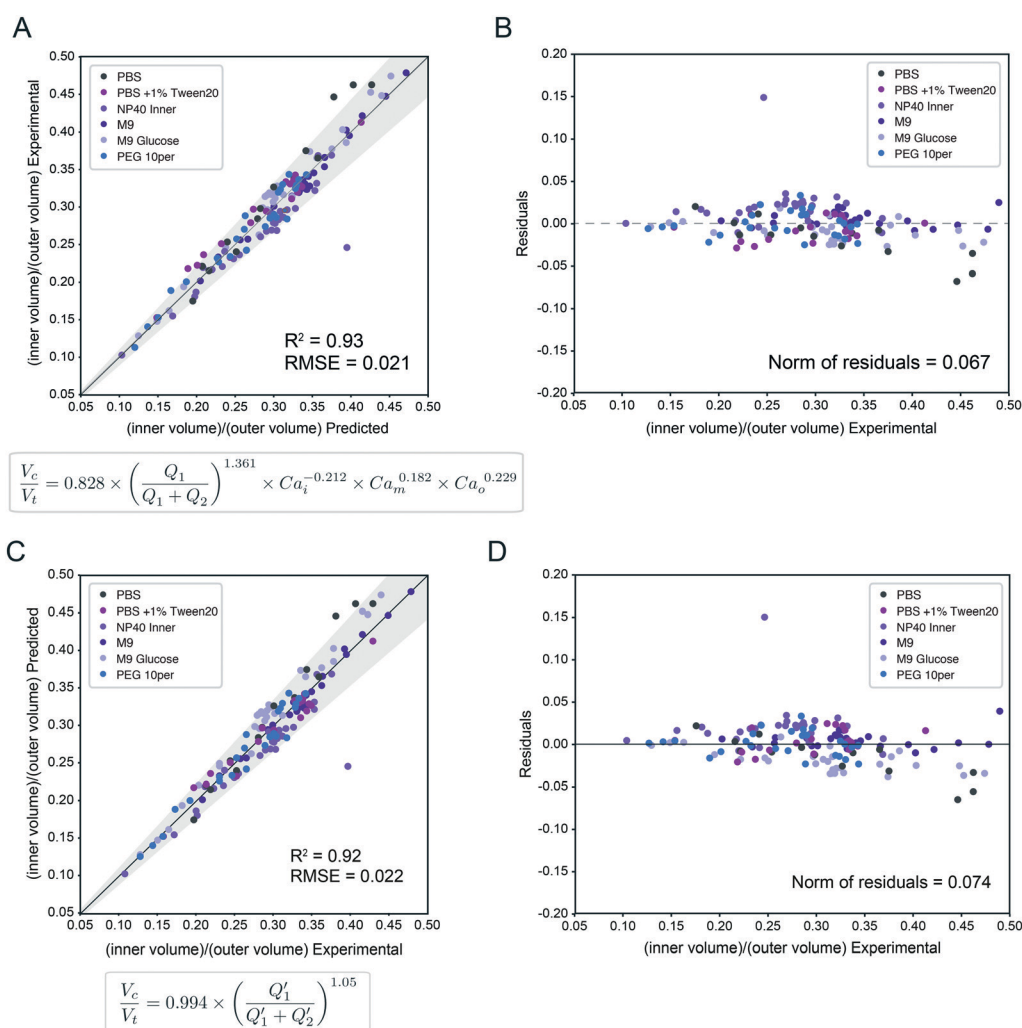 A
(inner volume)/(outer volume) Experimental
0.50
0.45
0.40
0.35
0.30
0.25
0.20
0.15
0.10
0.05
PBS
PBS +1% Tween20
NP40 Inner
M9
M9 Glucose
PEG 10per
R² = 0.93
RMSE = 0.021
0.05 0.10 0.15 0.20 0.25 0.30 0.35 0.40 0.45 0.50
(inner volume)/(outer volume) Predicted
B
Residuals
0.20
0.15
0.10
0.05
0.00
-0.05
-0.10
-0.15
-0.20
PBS
PBS +1% Tween20
NP40 Inner
M9
M9 Glucose
PEG 10per
Norm of residuals = 0.067
0.05 0.10 0.15 0.20 0.25 0.30 0.35 0.40 0.45 0.50
(inner volume)/(outer volume) Experimental
V_c/V_t = 0.828 × (Q_1/(Q_1 + Q_2))^1.361 × Ca_i^−0.212 × Ca_m^0.182 × Ca_o^0.229
C
(inner volume)/(outer volume) Predicted
0.50
0.45
0.40
0.35
0.30
0.25
0.20
0.15
0.10
0.05
PBS
PBS +1% Tween20
NP40 Inner
M9
M9 Glucose
PEG 10per
R² = 0.92
RMSE = 0.022
0.05 0.10 0.15 0.20 0.25 0.30 0.35 0.40 0.45 0.50
(inner volume)/(outer volume) Experimental
D
Residuals
0.20
0.15
0.10
0.05
0.00
-0.05
-0.10
-0.15
-0.20
PBS
PBS +1% Tween20
NP40 Inner
M9
M9 Glucose
PEG 10per
Norm of residuals = 0.074
0.05 0.10 0.15 0.20 0.25 0.30 0.35 0.40 0.45 0.50
(inner volume)/(outer volume) Experimental
V_c/V_t = 0.994 × (Q′_1/(Q′_1 + Q′_2))^1.05